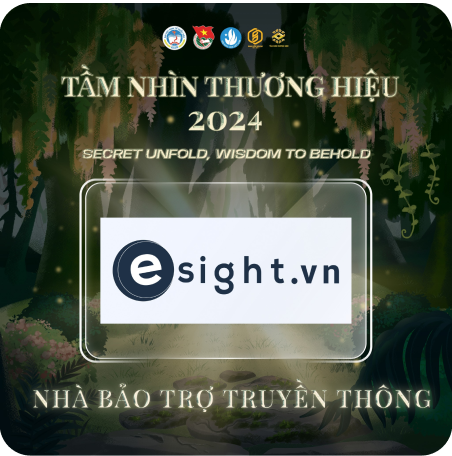 TẦM NHÌN THƯƠNG HIỆU
2024
SECRET UNFOLD, WISDOM TO BEHOLD
esight.vn
NHÀ BẢO TRỢ TRUYỀN THÔNG